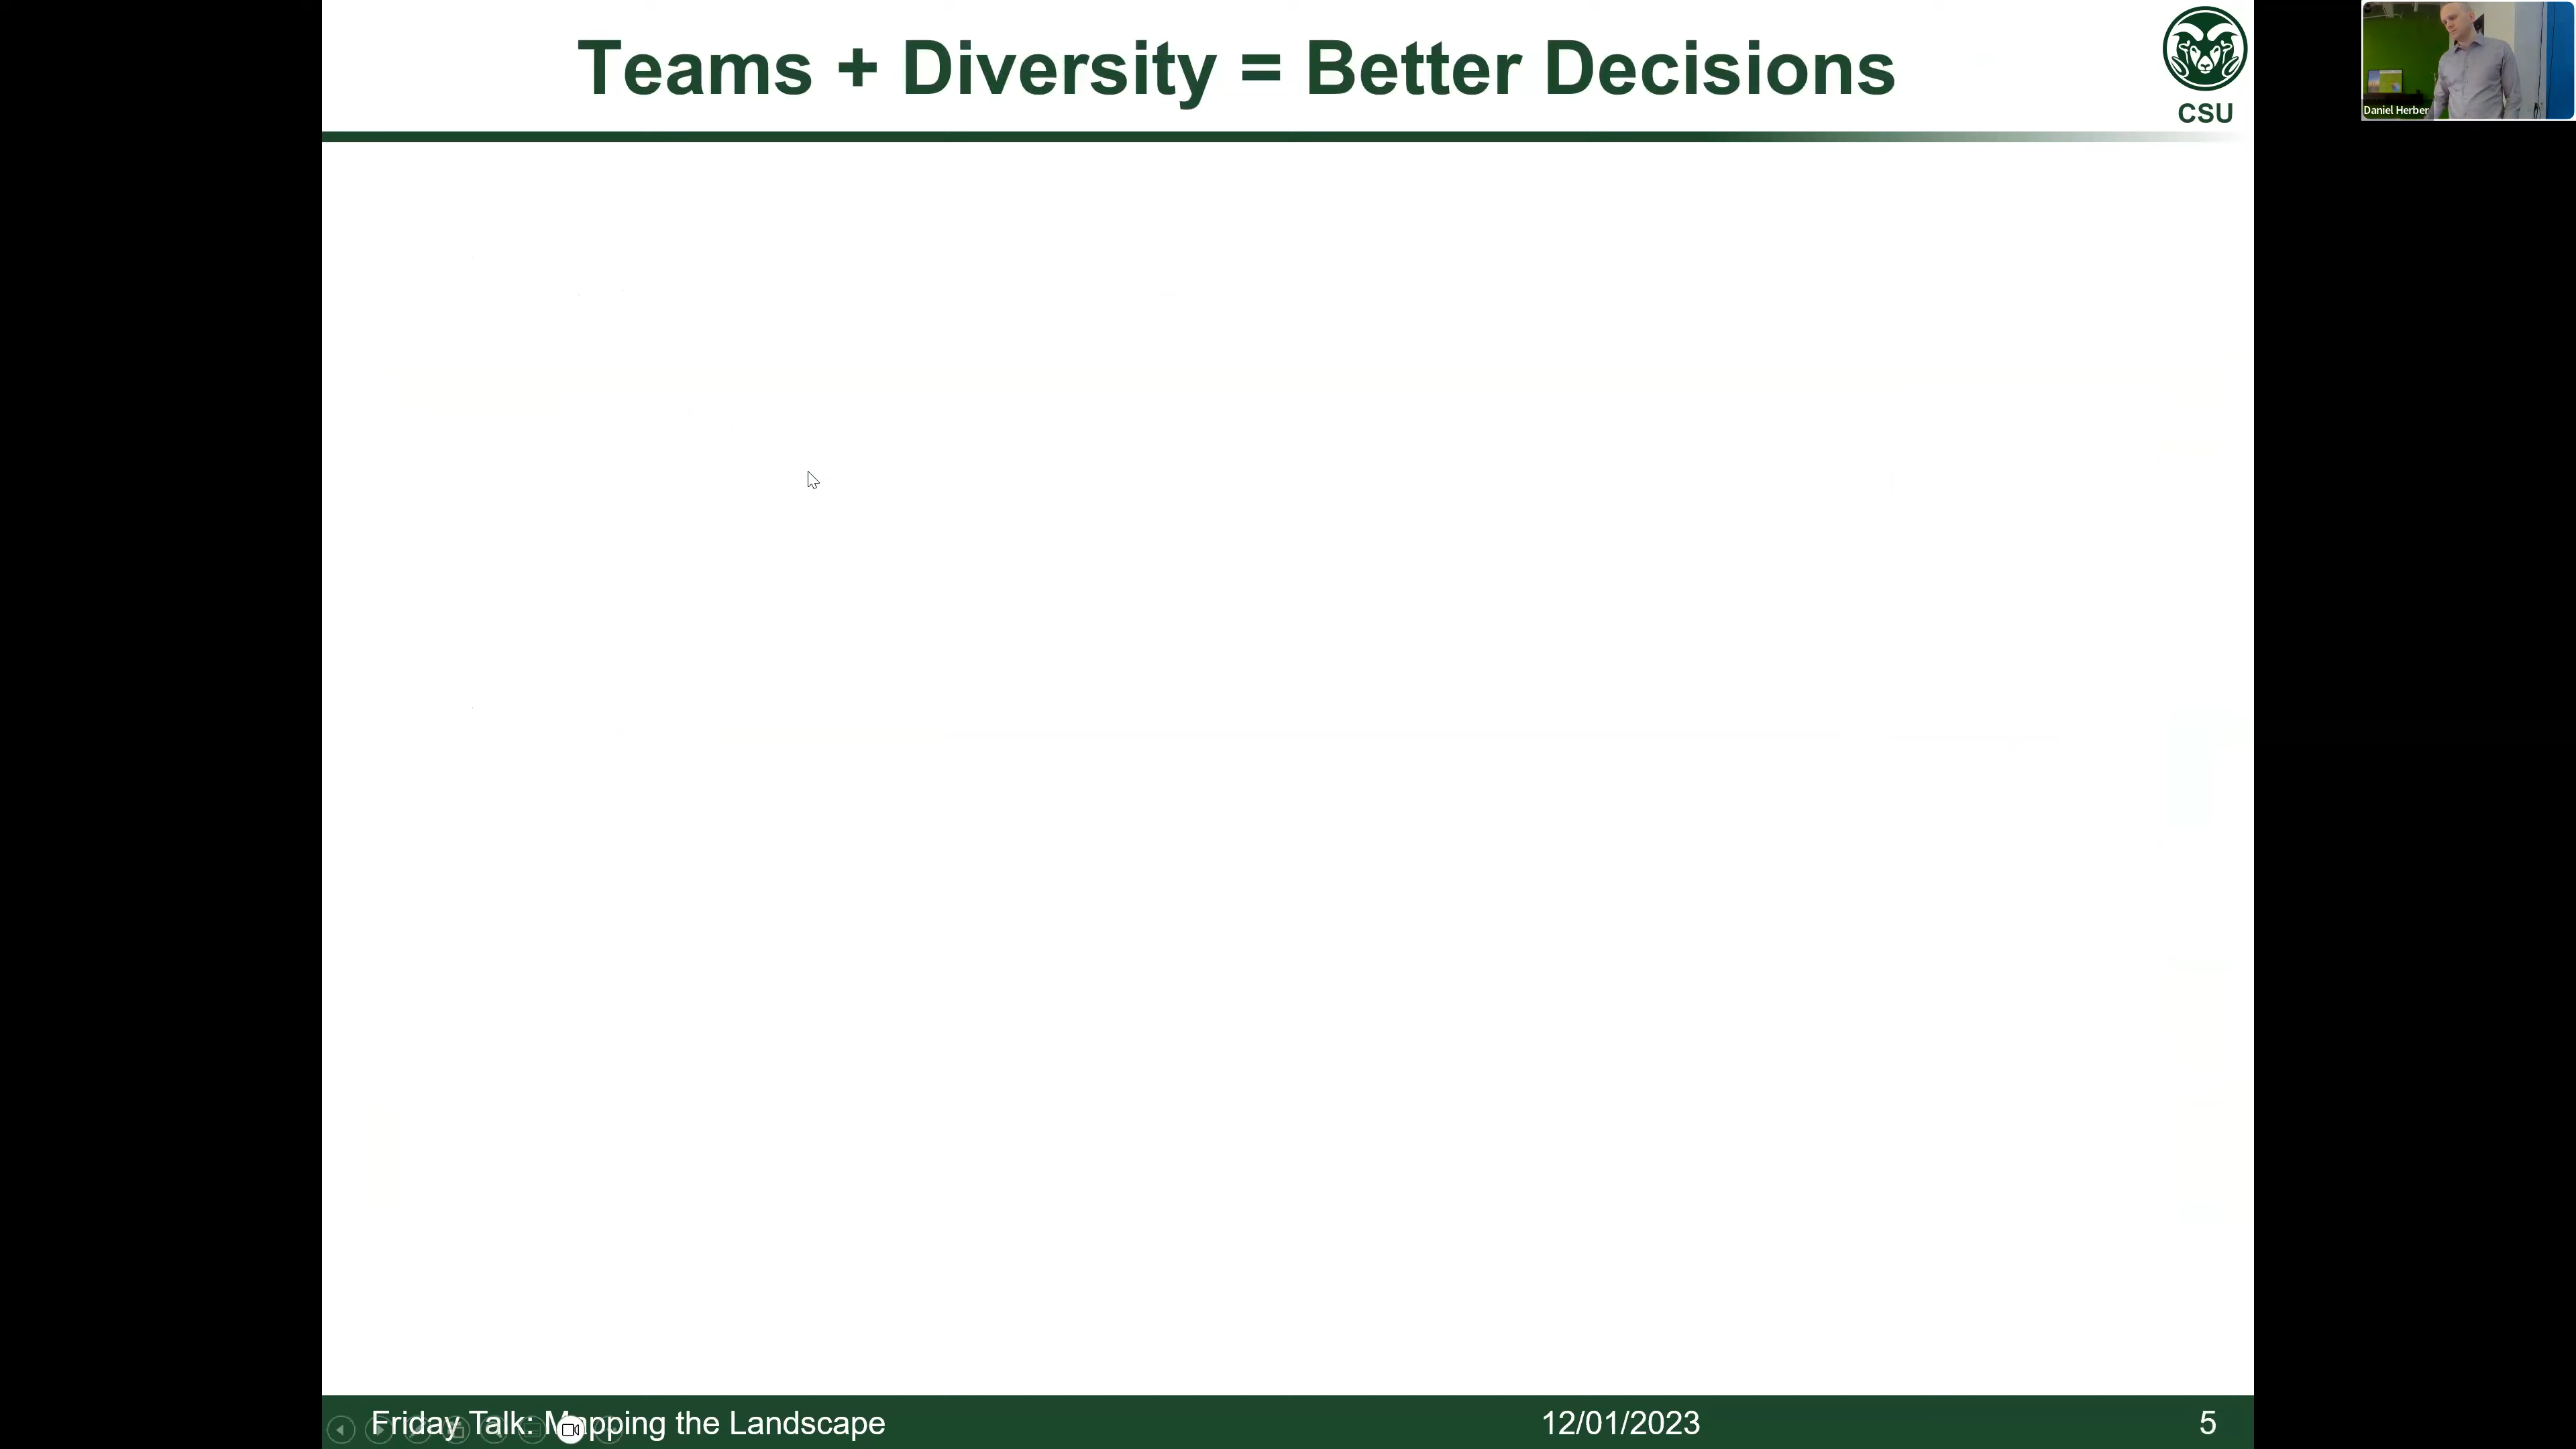 Teams + Diversity = Better Decisions
CSU
Daniel Herber
Friday Talk: Mapping the Landscape
12/01/2023
5